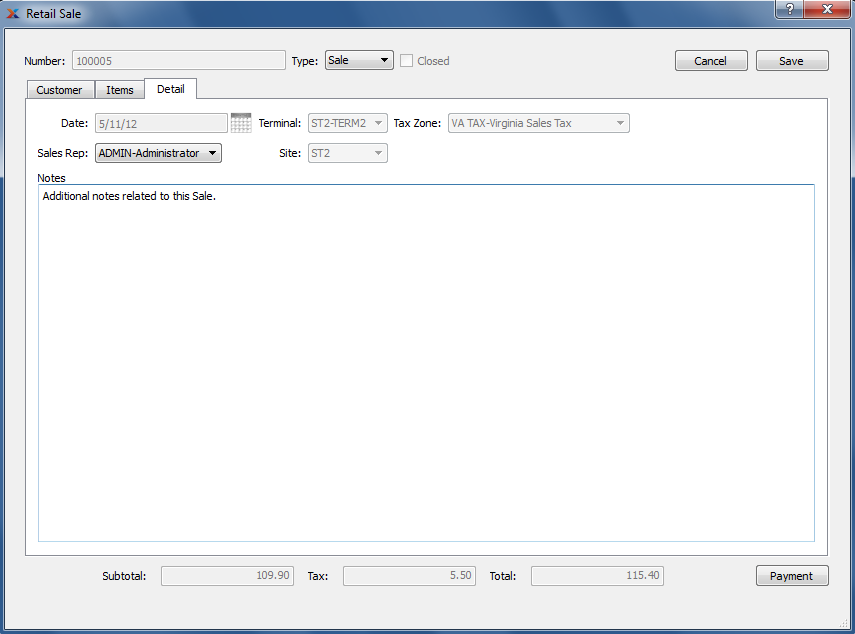 Retail Sale
?
X
Number: 100005 Type: Sale Closed Cancel Save
Customer Items Detail
Date: 5/11/12 Terminal: ST2-TERM2 Tax Zone: VA TAX-Virginia Sales Tax
Sales Rep: ADMIN-Administrator Site: ST2
Notes
Additional notes related to this Sale.
Subtotal: 109.90 Tax: 5.50 Total: 115.40 Payment